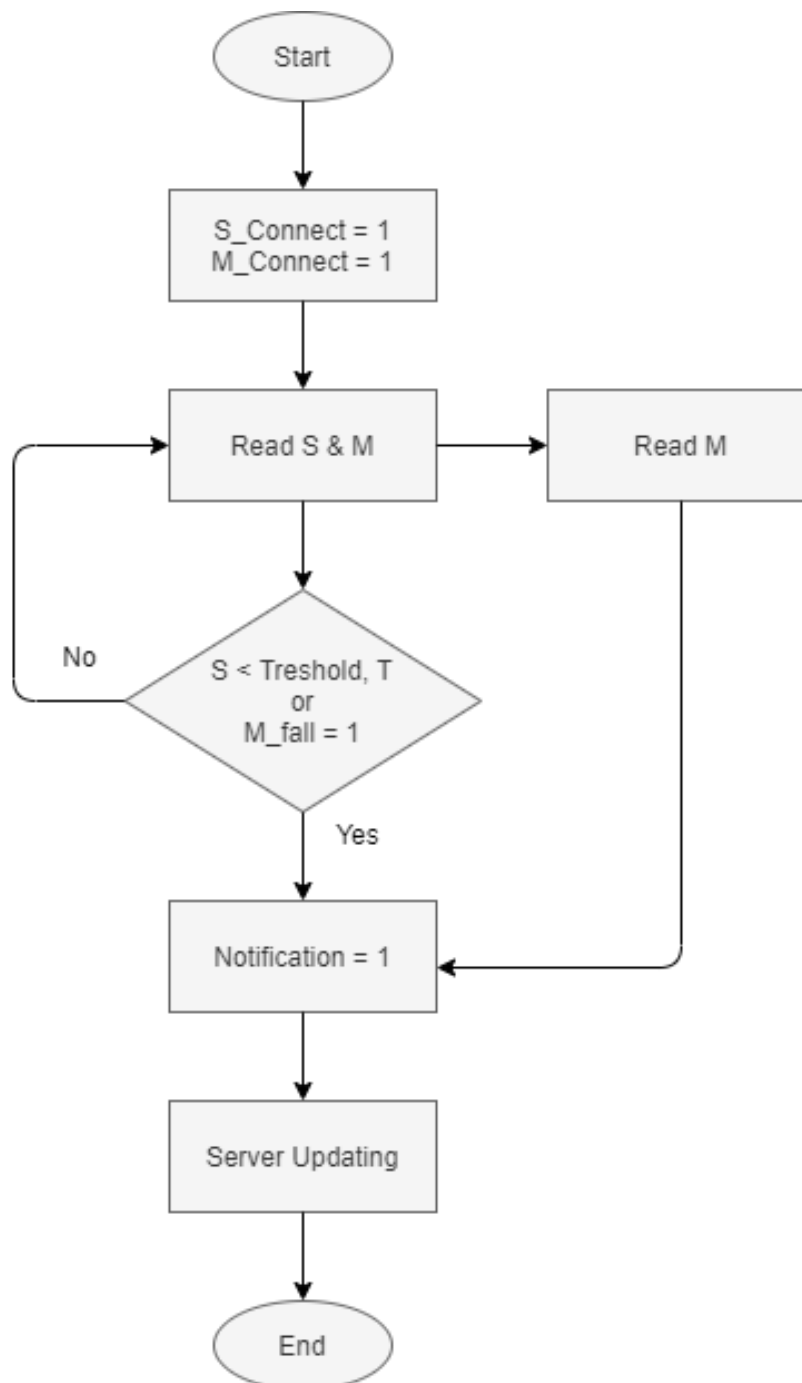 Start
S_Connect = 1
M_Connect = 1
Read S & M
Read M
No
S < Treshold, T
or
M_fall = 1
Yes
Notification = 1
Server Updating
End